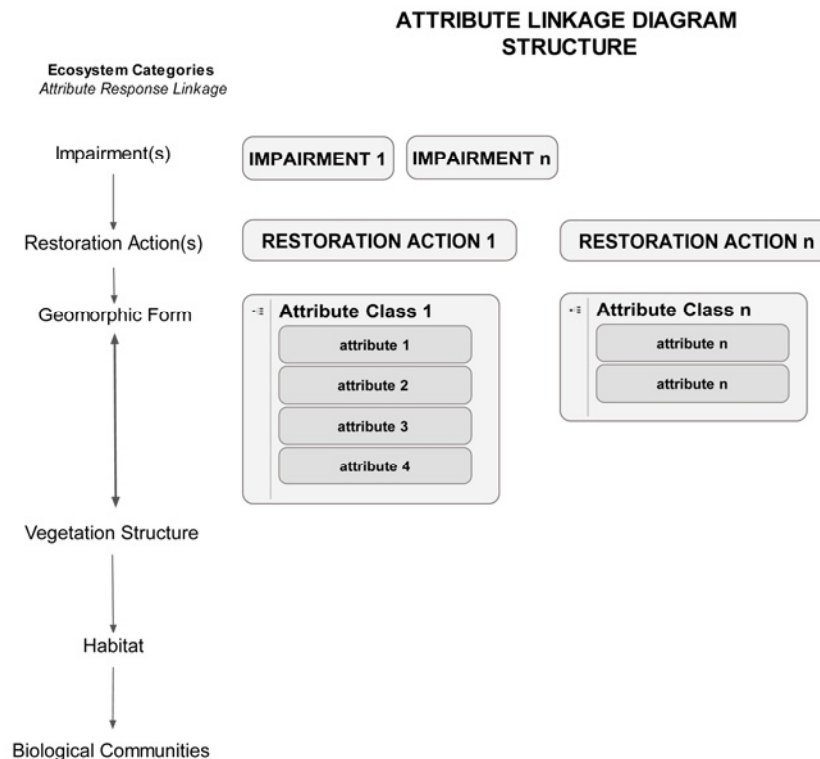 ATTRIBUTE LINKAGE DIAGRAM
STRUCTURE
Ecosystem Categories
Attribute Response Linkage
Impairment(s)
IMPAIRMENT 1
IMPAIRMENT n
Restoration Action(s)
RESTORATION ACTION 1
RESTORATION ACTION n
Geomorphic Form
Attribute Class 1
attribute 1
attribute 2
attribute 3
attribute 4
Attribute Class n
attribute n
attribute n
Vegetation Structure
Habitat
Biological Communities